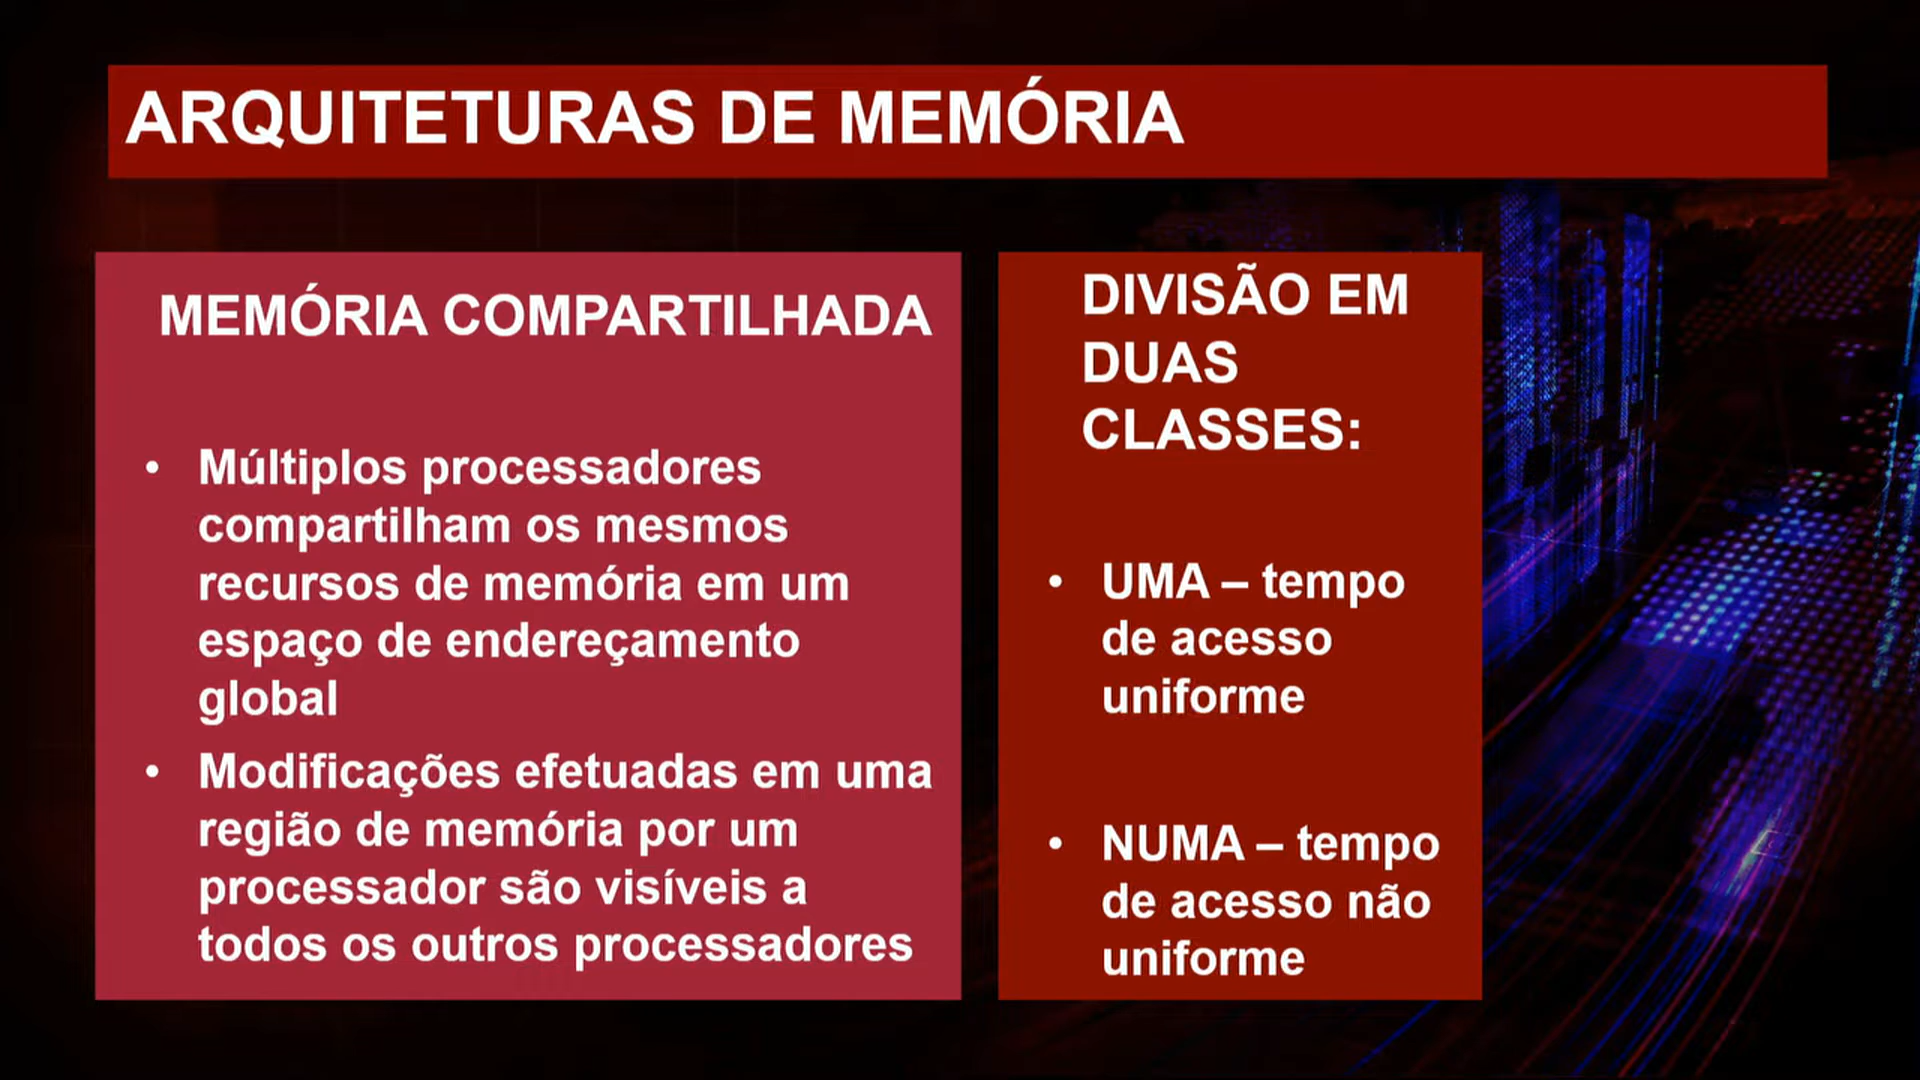 ARQUITETURAS DE MEMÓRIA
MEMÓRIA COMPARTILHADA
• Múltiplos processadores
compartilham os mesmos
recursos de memória em um
espaço de endereçamento
global
• Modificações efetuadas em uma
região de memória por um
processador são visíveis a
todos os outros processadores
DIVISÃO EM
DUAS
CLASSES:
• UMA – tempo
de acesso
uniforme
• NUMA – tempo
de acesso não
uniforme